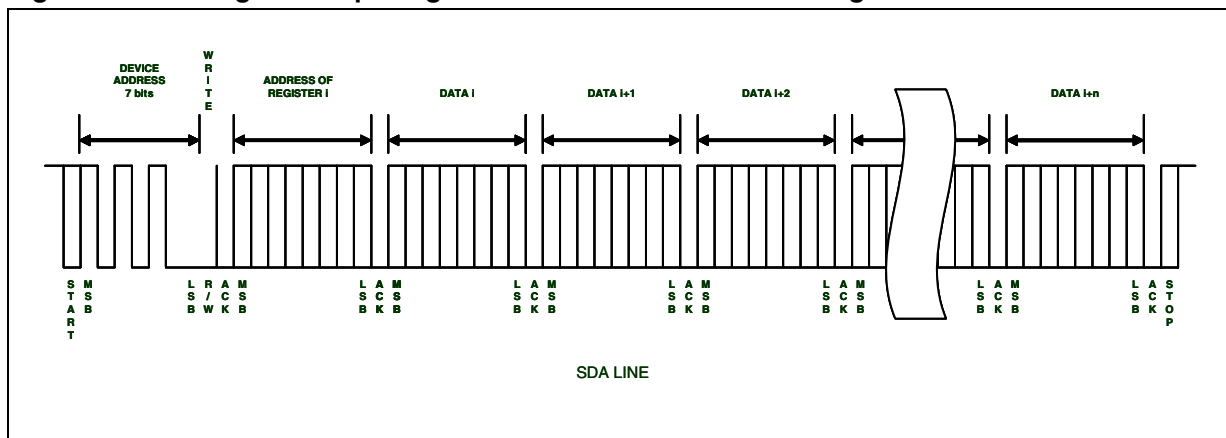 WRITE
DEVICE
ADDRESS
7 bits
ADDRESS OF
REGISTER i
DATA i
DATA i+1
DATA i+2
DATA i+n
START
MSB
LSB
R/W
ACK
MSB
LSB
ACK
MSB
LSB
ACK
MSB
LSB
ACK
MSB
LSB
ACK
MSB
LSB
ACK
MSB
LSB
ACK
STOP
SDA LINE